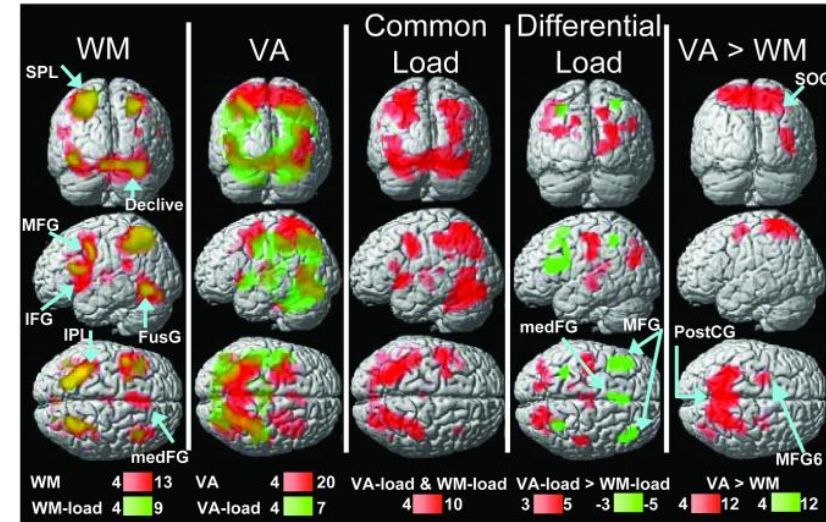 WM
VA
Common
Load
Differential
Load
VA > WM
SPL
Declive
SOG
MFG
IFG
FusG
IPL
medFG
medFG
MFG
PostCG
MFG6
WM 4 13
WM-load 4 9
VA 4 20
VA-load 4 7
VA-load & WM-load
4 10
VA-load > WM-load
3 5 -3 -5
VA > WM
4 12 4 12